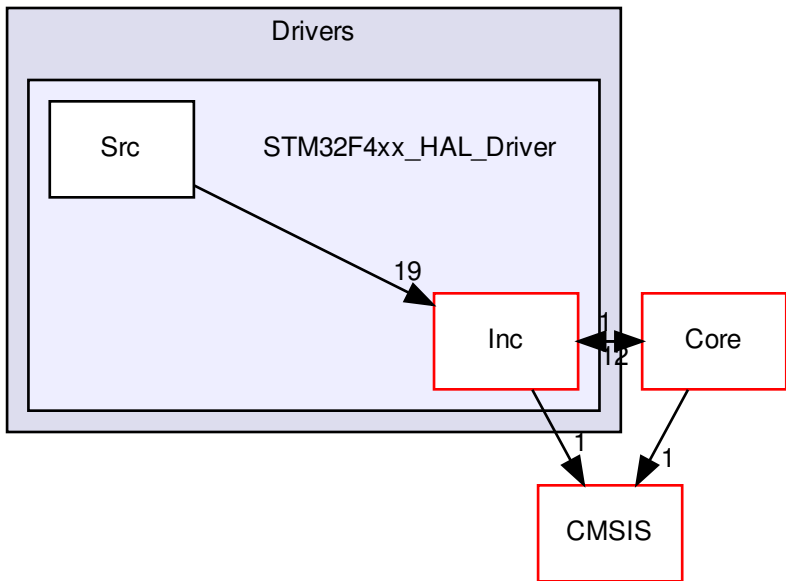 Drivers
Src
STM32F4xx_HAL_Driver
19
Inc
1
12
Core
1
1
CMSIS